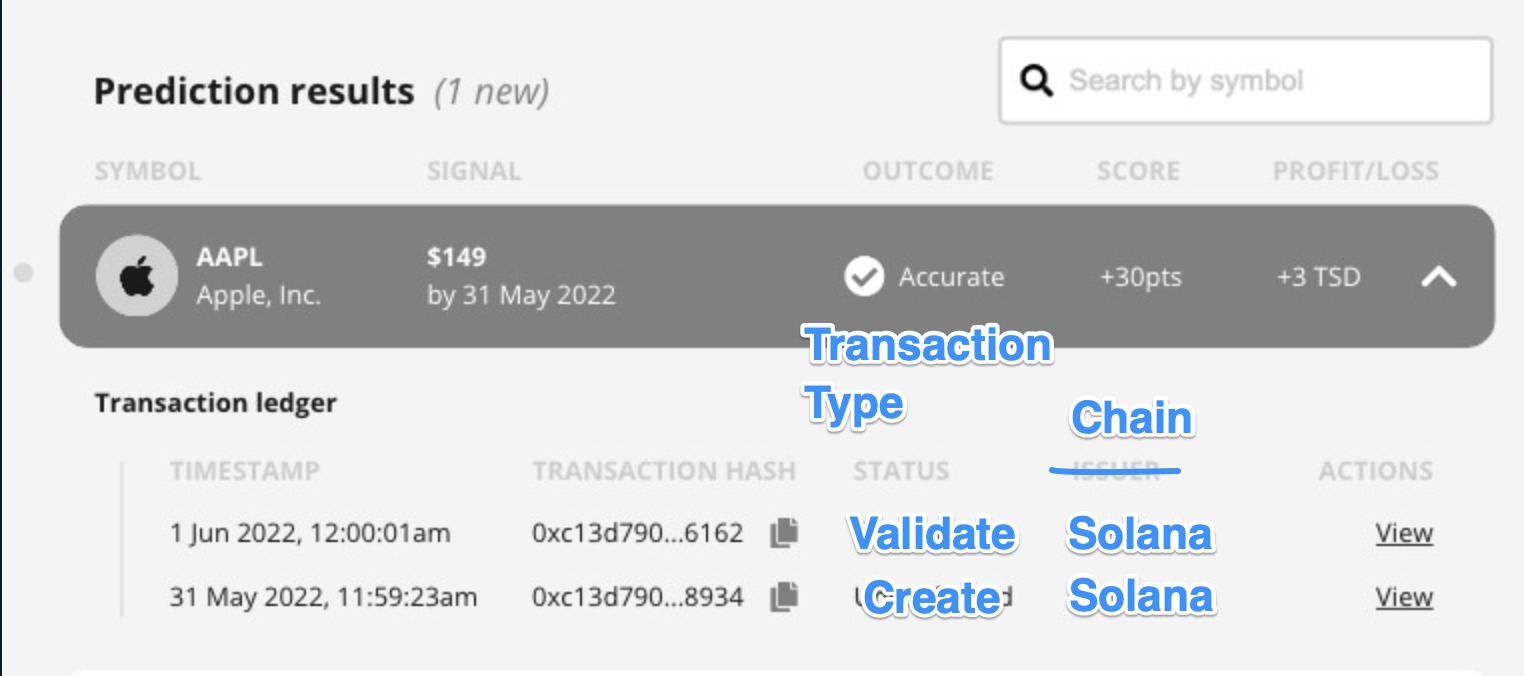 Prediction results (1 new)
Search by symbol
SYMBOL SIGNAL OUTCOME SCORE PROFIT/LOSS
AAPL
Apple, Inc.
$149
by 31 May 2022
Accurate
+30pts
+3 TSD
Transaction
Type
Chain
Transaction ledger
TIMESTAMP TRANSACTION HASH STATUS ISSUER ACTIONS
1 Jun 2022, 12:00:01am 0xc13d790...6162 Validate Solana View
31 May 2022, 11:59:23am 0xc13d790...8934 Create Solana View